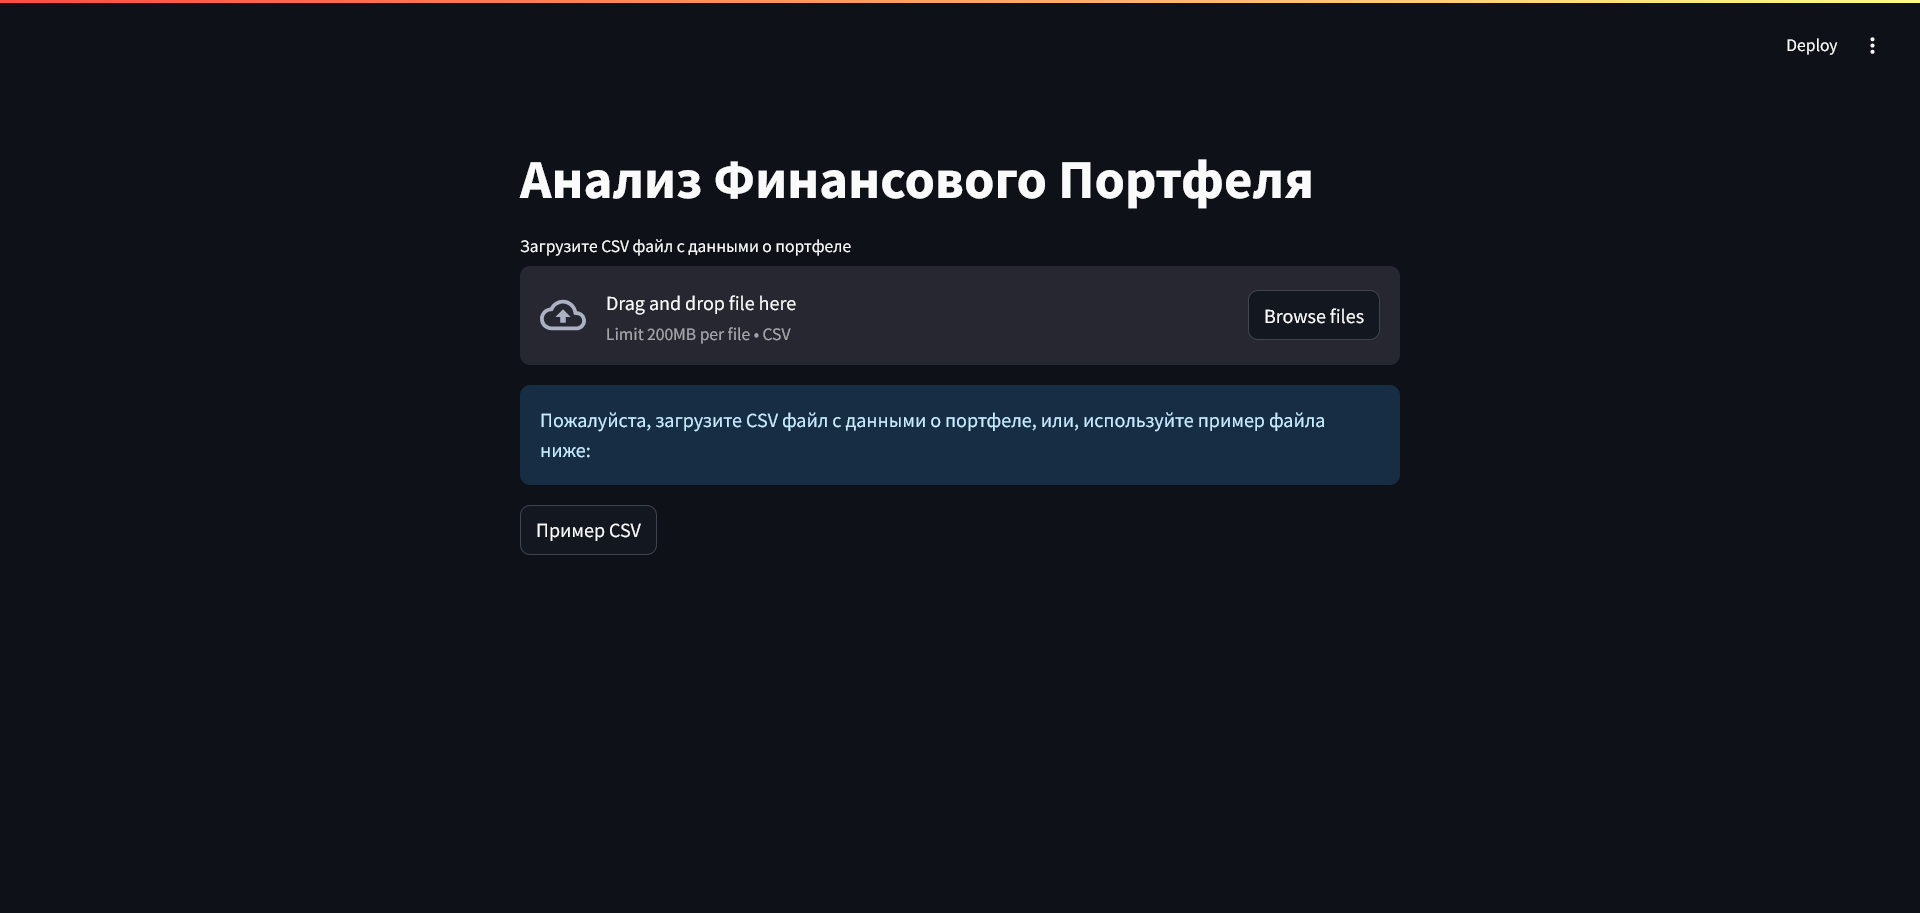 Deploy
Анализ Финансового Портфеля
Загрузите CSV файл с данными о портфеле
Drag and drop file here
Limit 200MB per file • CSV
Browse files
Пожалуйста, загрузите CSV файл с данными о портфеле, или, используйте пример файла
ниже:
Пример CSV